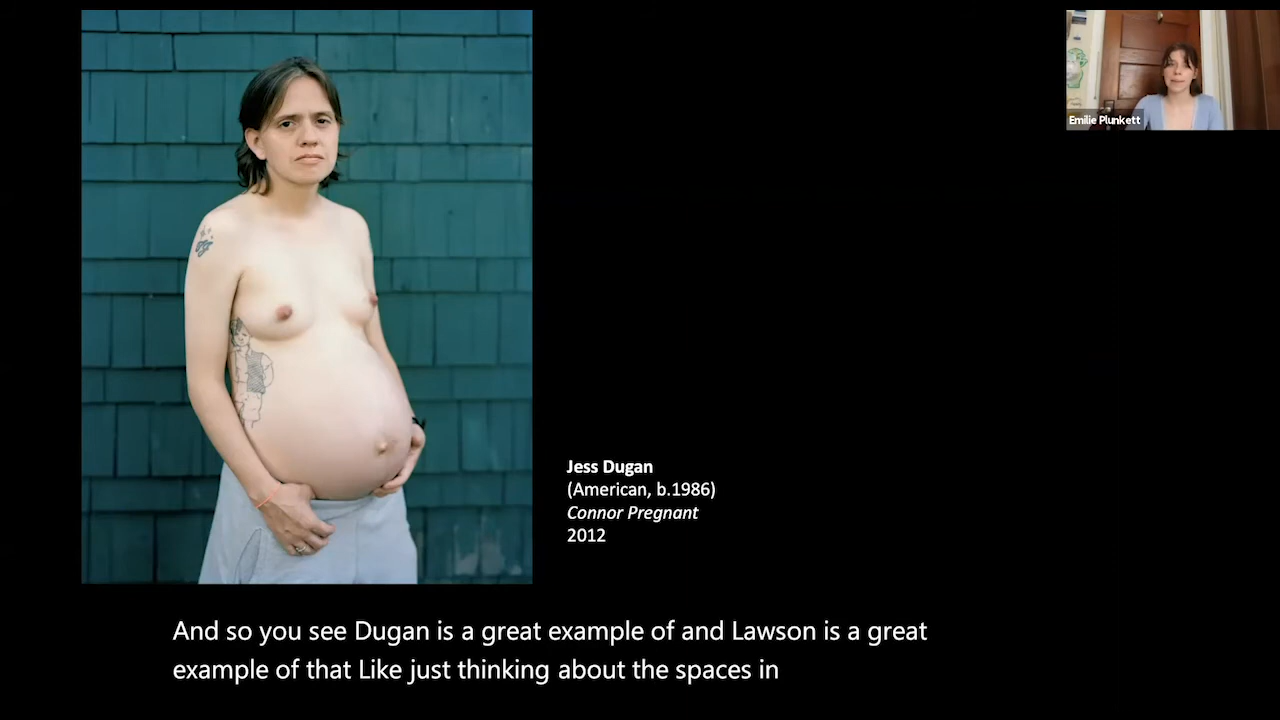 Emilie Plunkett
Jess Dugan
(American, b.1986)
Connor Pregnant
2012
And so you see Dugan is a great example of and Lawson is a great
example of that Like just thinking about the spaces in